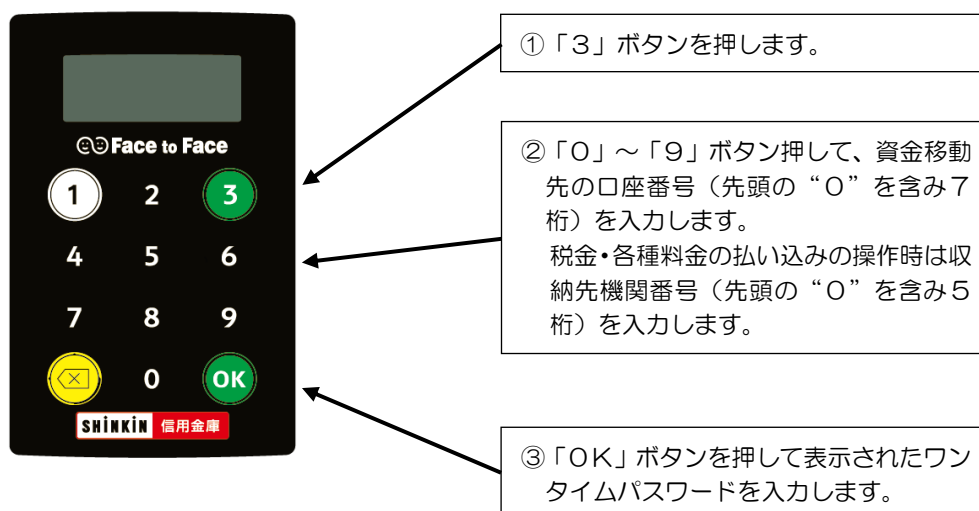 Face to Face
1 2 3
4 5 6
7 8 9
0 OK
SHiNKiN 信用金庫
①「３」ボタンを押します。
②「０」～「９」ボタン押して、資金移動
先の口座番号（先頭の“０”を含み７
桁）を入力します。
税金・各種料金の払い込みの操作時は収
納先機関番号（先頭の“０”を含み５
桁）を入力します。
③「ＯＫ」ボタンを押して表示されたワン
タイムパスワードを入力します。